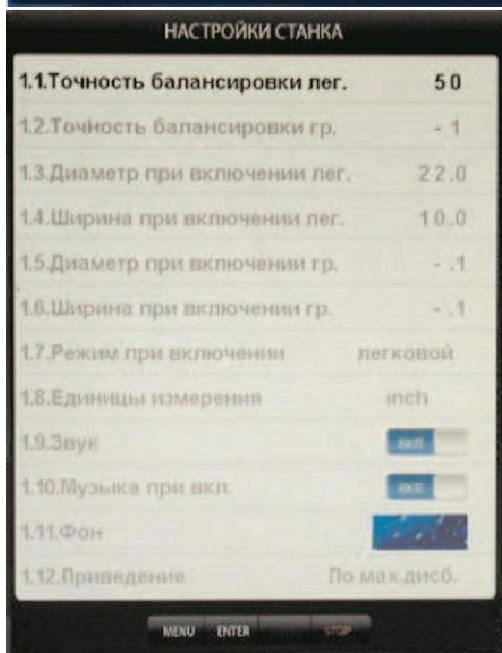 НАСТРОЙКИ СТАНКА
1.1.Точность балансировки лег. 50
1.2.Точность балансировки гр. - 1
1.3.Диаметр при включении лег. 22.0
1.4.Ширина при включении лег. 10.0
1.5.Диаметр при включении гр. - .1
1.6.Ширина при включении гр. - .1
1.7.Режим при включении легковой
1.8.Единицы измерения inch
1.9.Звук вкл
1.10.Музыка при вкл. вкл
1.11.Фон
1.12.Приведение По мах.дисб.
MENU ENTER STOP